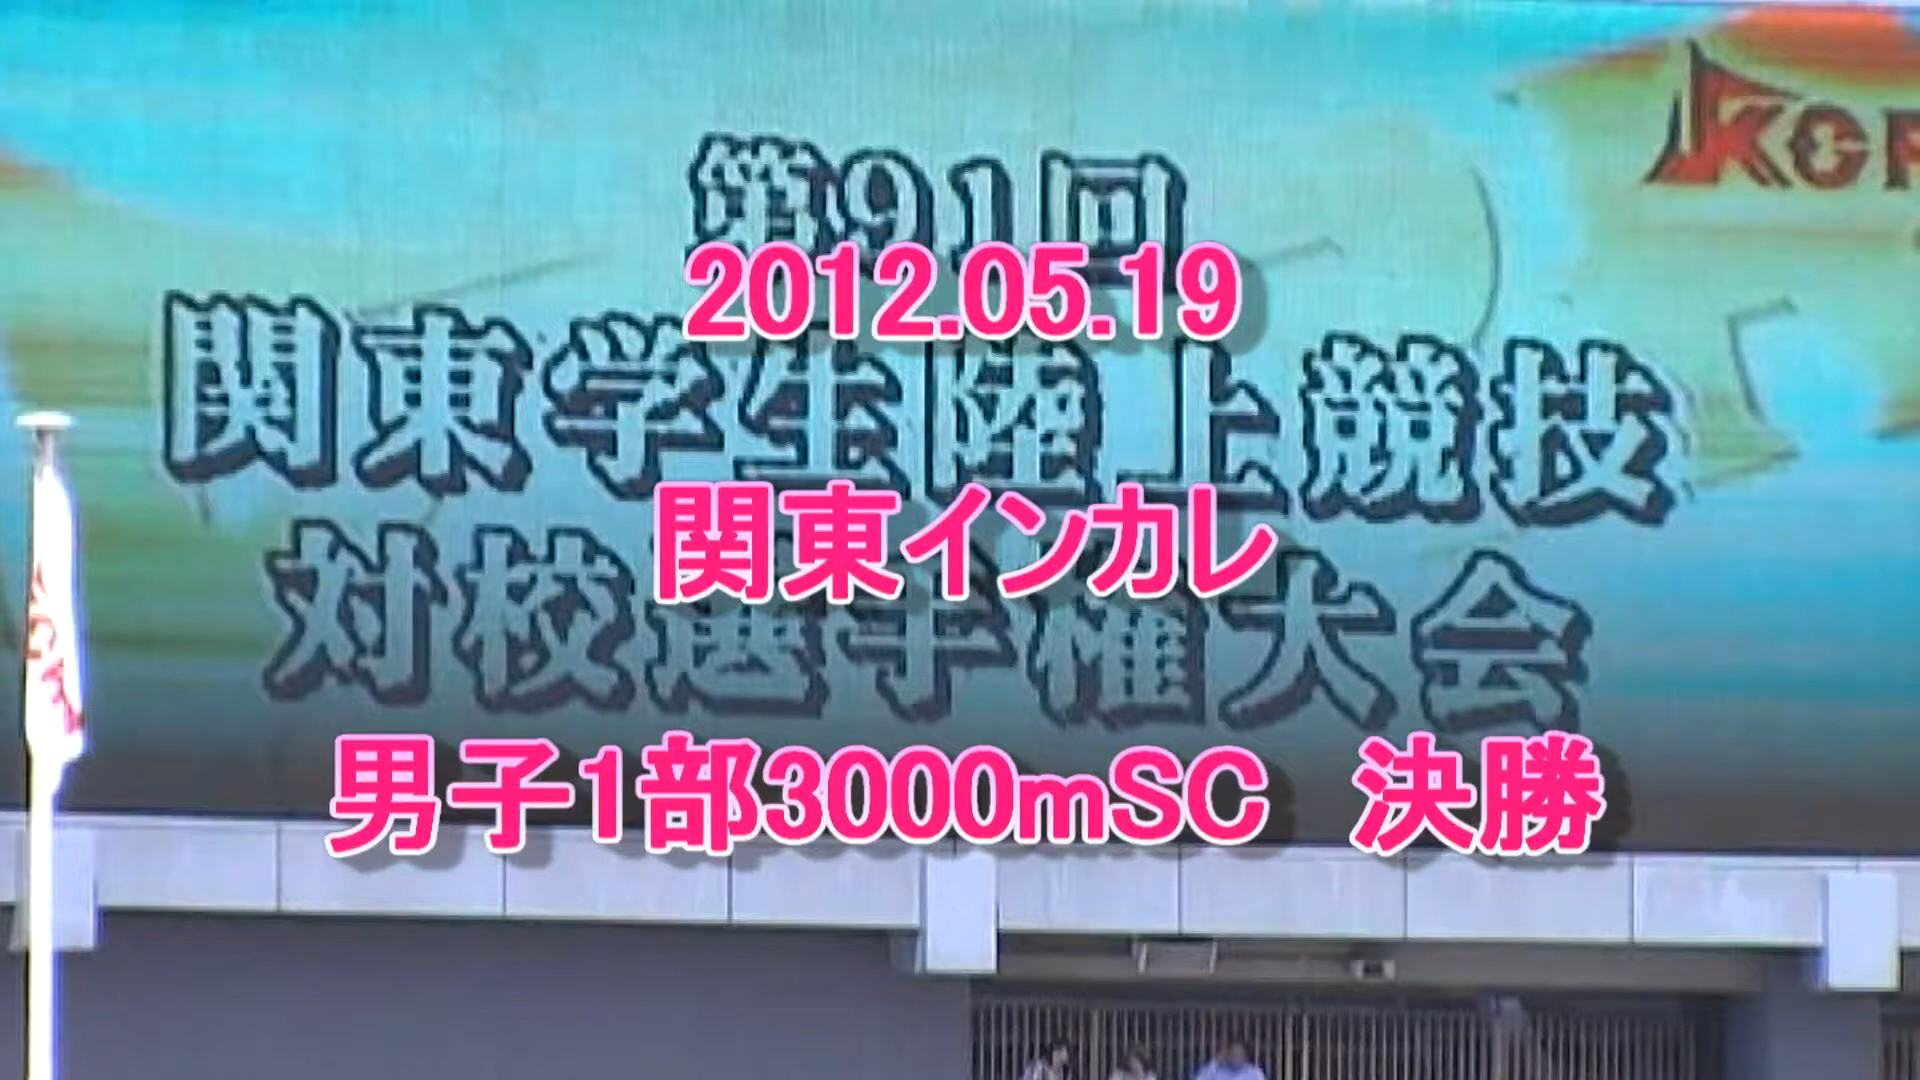 第91回
2012.05.19
関東学生陸上競技
関東インカレ
対校選手権大会
男子1部3000mSC　決勝